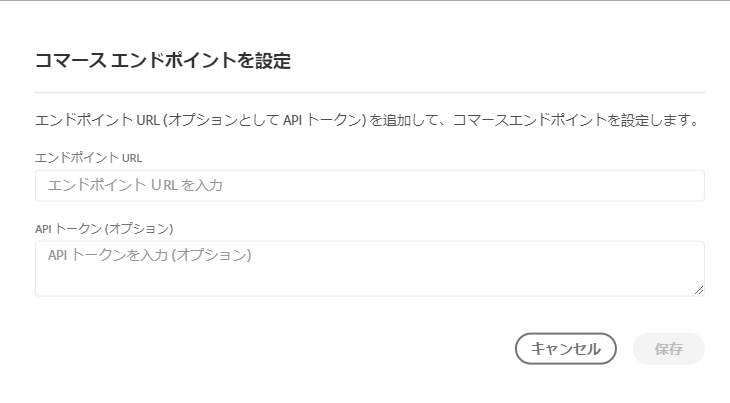 コマース エンドポイントを設定
エンドポイント URL (オプションとして API トークン) を追加して、コマースエンドポイントを設定します。
エンドポイント URL
エンドポイント URL を入力
API トークン (オプション)
API トークンを入力 (オプション)
キャンセル 保存